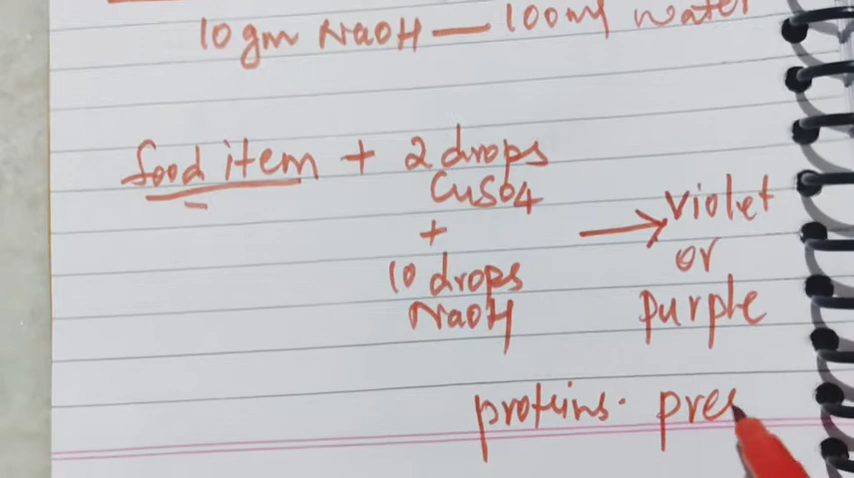 10 gm NaOH — 100ml water
food item + 2 drops
CuSO4
+
10 drops
NaOH
→ violet
or
purple
proteins. pres